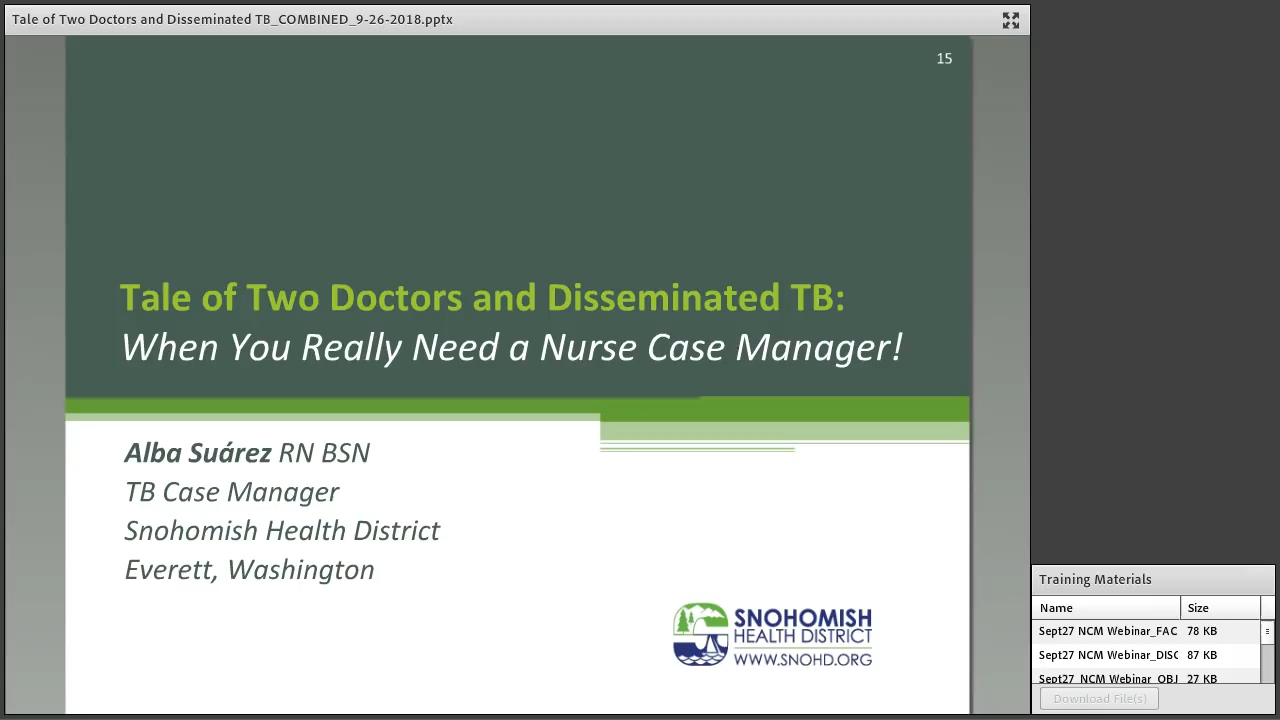 Tale of Two Doctors and Disseminated TB_COMBINED_9-26-2018.pptx
15
Tale of Two Doctors and Disseminated TB:
When You Really Need a Nurse Case Manager!
Alba Suárez RN BSN
TB Case Manager
Snohomish Health District
Everett, Washington
SNOHOMISH
HEALTH DISTRICT
WWW.SNOHD.ORG
Training Materials
Name Size
Sept27 NCM Webinar_FAC 78 KB
Sept27 NCM Webinar_DISC 87 KB
Sept27 NCM Webinar_OBJ 27 KB
Download File(s)